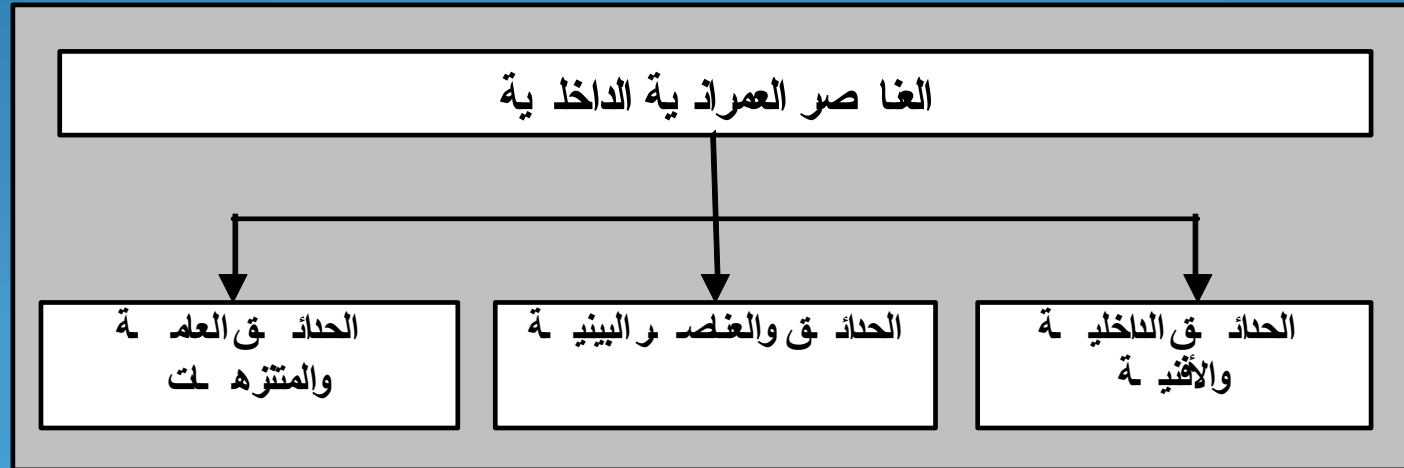 العناصر العمرانية الداخلية
الحدائق الداخلية
والأفنية
الحدائق والعناصر البينية
الحدائق العامة
والمتنزهات